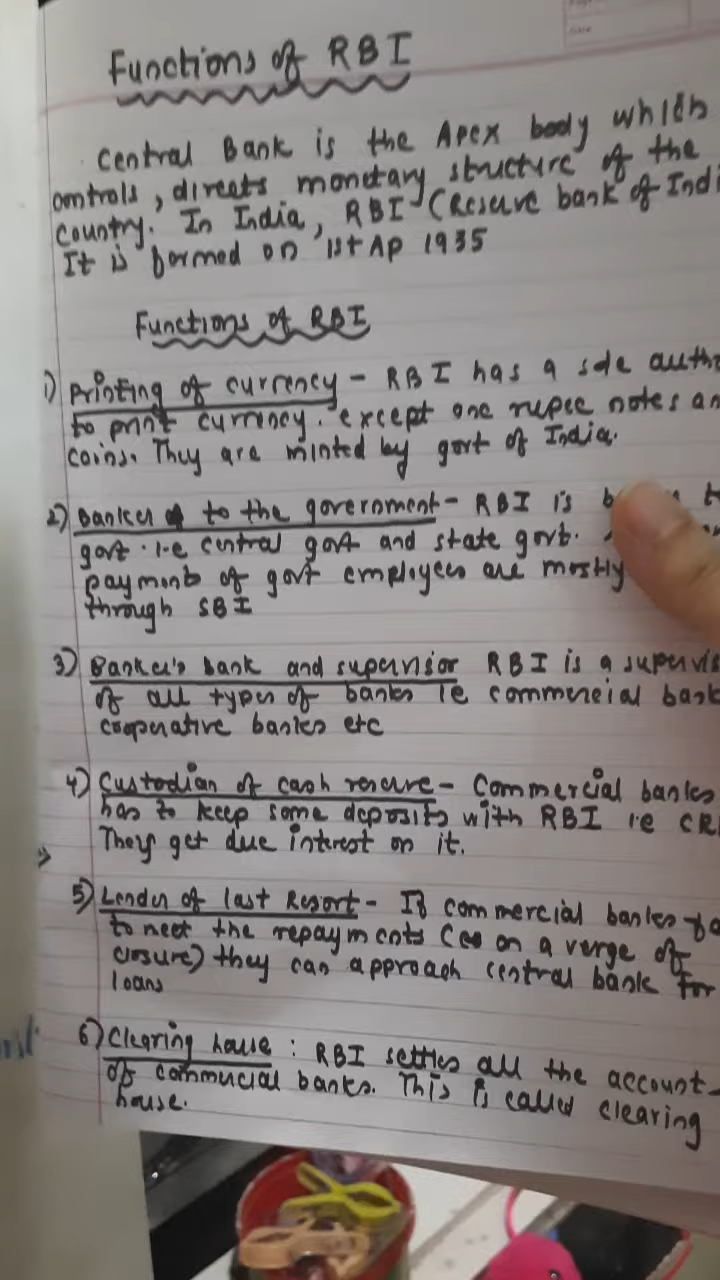 Functions of RBI
Central Bank is the Apex body which
ontrols, directs monetary structure of the
country. In India, RBI (Reserve bank of Indi
It is formed on 1st Ap 1935
Functions of RBI
1) Printing of currency - RBI has a sole autho
to print currency. except one rupee notes an
coins. They are minted by govt of India.
2) Banker to the government - RBI is
govt. i.e central govt and state govt.
payments of govt employees are mostly
through SBI
3) Banker's bank and supervisor RBI is a supervis
of all types of banks ie commercial bank
cooperative banks etc
4) Custodian of cash reserve - Commercial banks
has to keep some deposits with RBI i.e CR
They get due interest on it.
5) Lender of last Resort - If commercial banks fa
to meet the repayments ( on a verge of
closure) they can approach central bank for
loans
6) Clearing house : RBI settles all the account-
of commercial banks. This is called clearing
house.